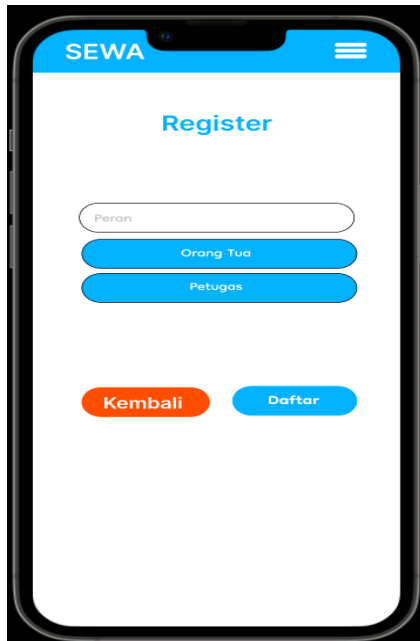 SEWA
Register
Peran
Orang Tua
Petugas
Kembali Daftar